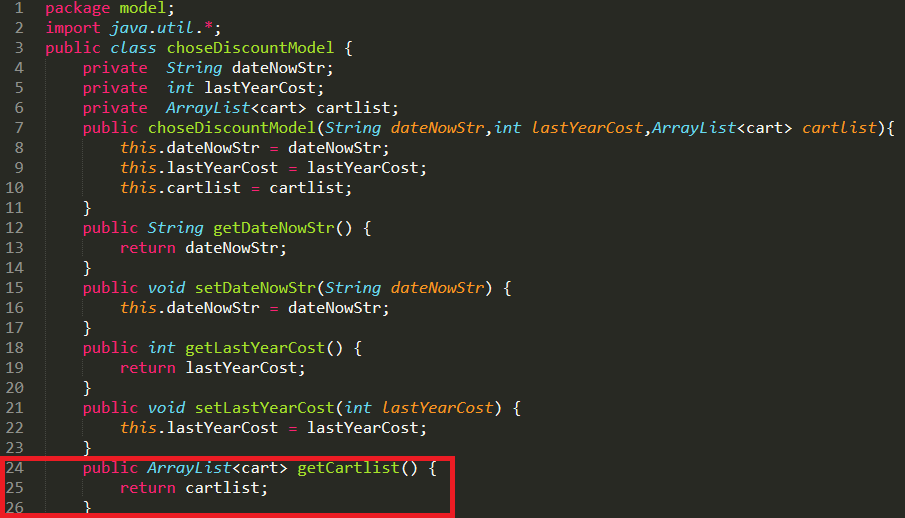 1 package model;
2 import java.util.*;
3 public class choseDiscountModel {
4     private  String dateNowStr;
5     private  int lastYearCost;
6     private  ArrayList<cart> cartlist;
7     public choseDiscountModel(String dateNowStr,int lastYearCost,ArrayList<cart> cartlist){
8         this.dateNowStr = dateNowStr;
9         this.lastYearCost = lastYearCost;
10         this.cartlist = cartlist;
11     }
12     public String getDateNowStr() {
13         return dateNowStr;
14     }
15     public void setDateNowStr(String dateNowStr) {
16         this.dateNowStr = dateNowStr;
17     }
18     public int getLastYearCost() {
19         return lastYearCost;
20     }
21     public void setLastYearCost(int lastYearCost) {
22         this.lastYearCost = lastYearCost;
23     }
24     public ArrayList<cart> getCartlist() {
25         return cartlist;
26     }